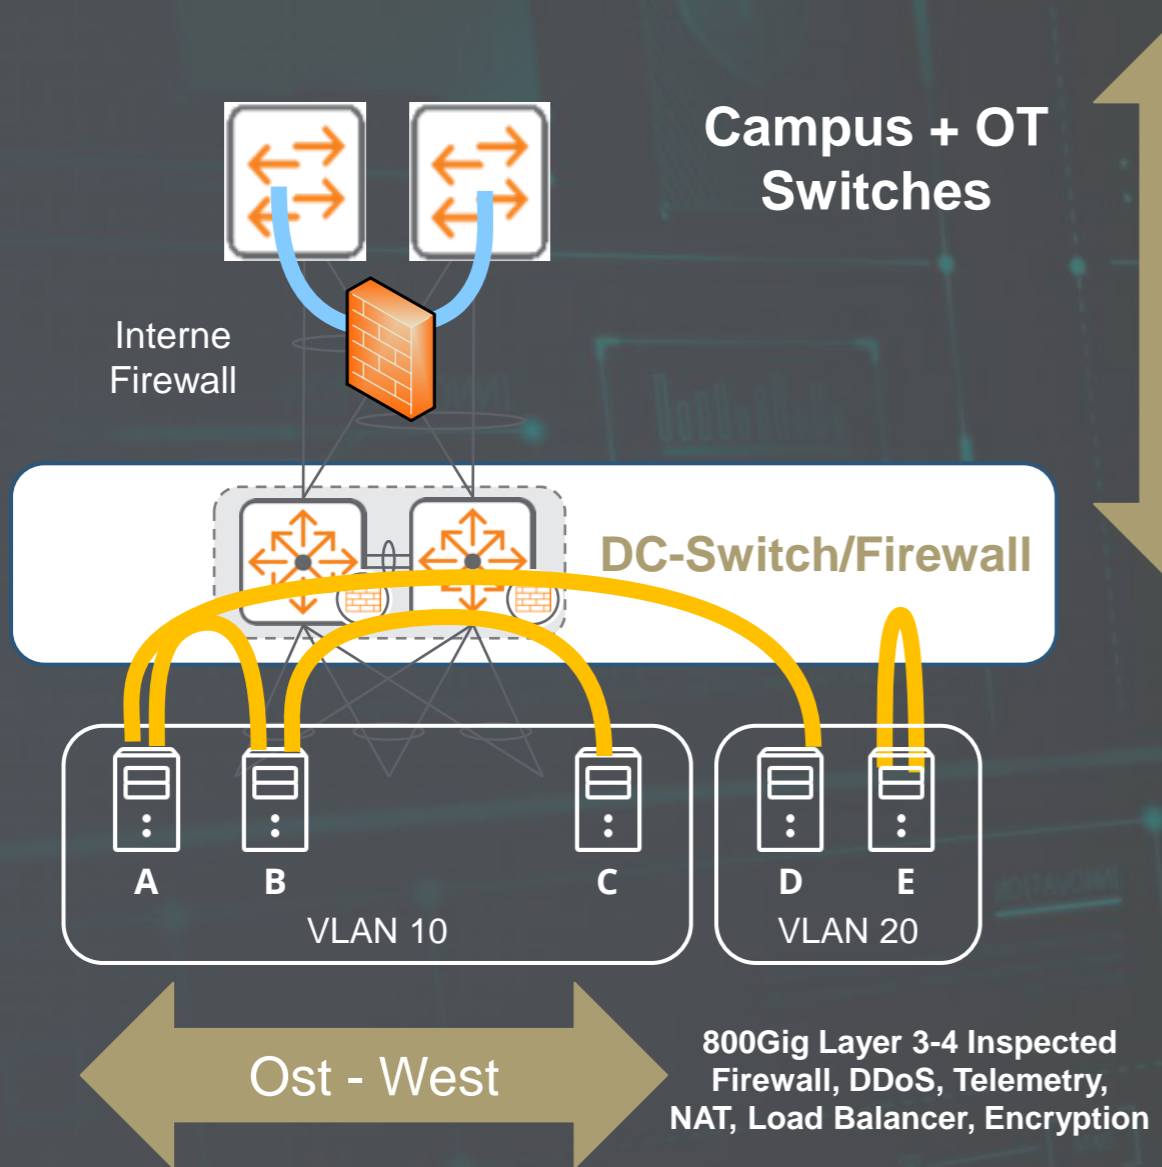 Campus + OT
Switches
Interne
Firewall
DC-Switch/Firewall
A
B
C
D
E
VLAN 10
VLAN 20
Ost - West
800Gig Layer 3-4 Inspected
Firewall, DDoS, Telemetry,
NAT, Load Balancer, Encryption